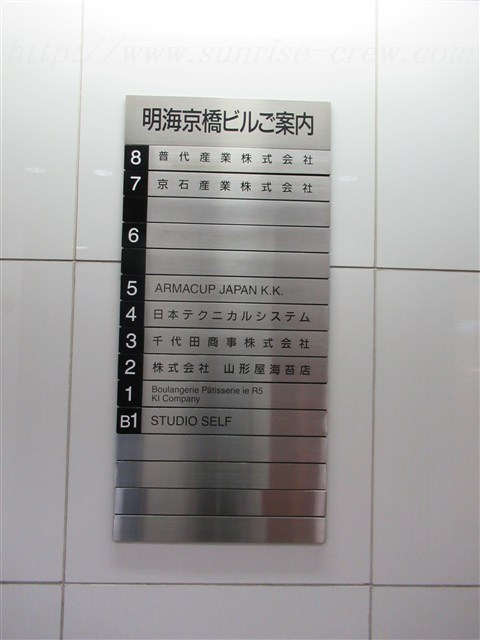 http://www.sunrise-crew.com/
明海京橋ビルご案内
8 普代産業株式会社
7 京石産業株式会社
6
5 ARMACUP JAPAN K.K.
4 日本テクニカルシステム
3 千代田商事株式会社
2 株式会社 山形屋海苔店
1 Boulangerie Pâtisserie ie R5
KI Company
B1 STUDIO SELF